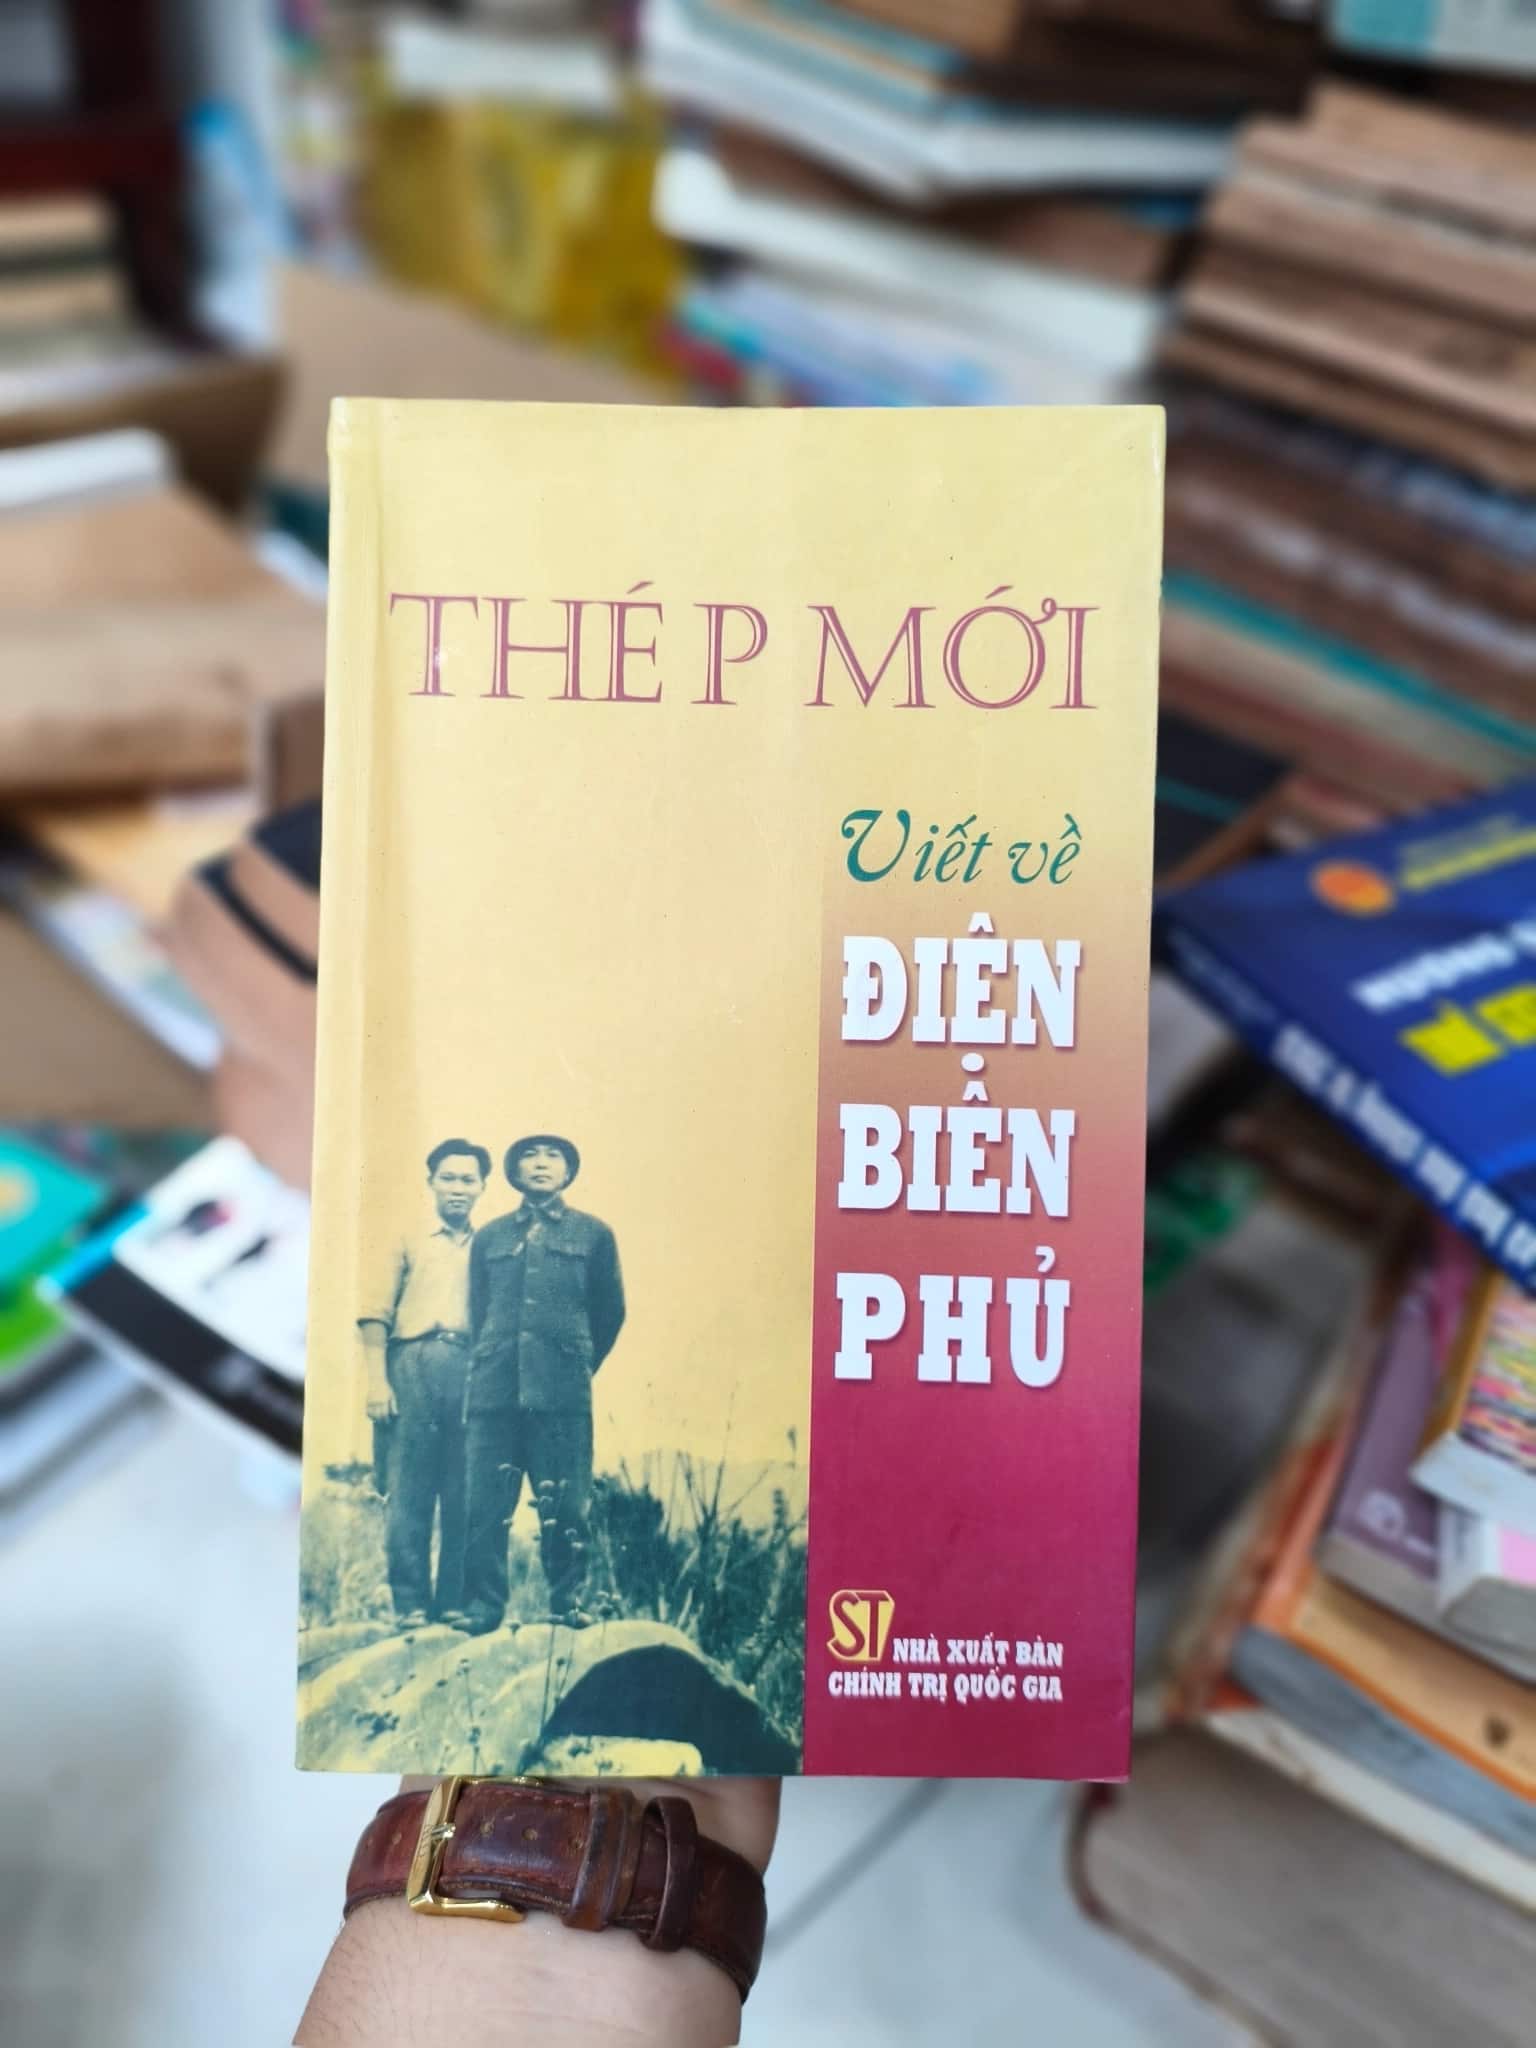 THÉP MỚI
Viết về
ĐIỆN
BIÊN
PHỦ
ST NHÀ XUẤT BẢN
CHÍNH TRỊ QUỐC GIA